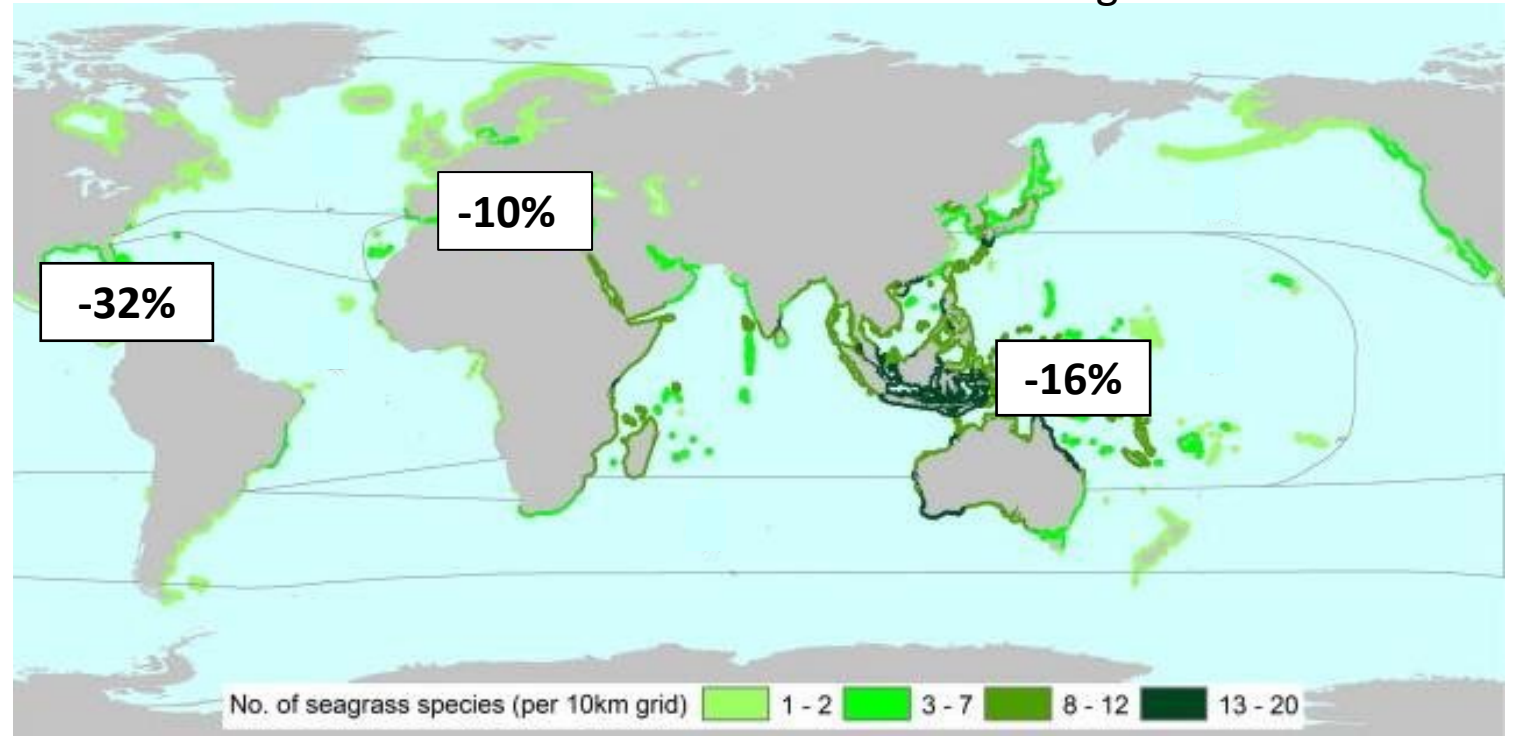 -10%
-32%
-16%
No. of seagrass species (per 10km grid) 1 - 2 3 - 7 8 - 12 13 - 20